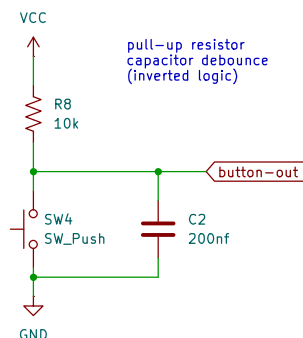 VCC
pull-up resistor
capacitor debounce
(inverted logic)
R8
10k
button-out
SW4
SW_Push
C2
200nf
GND